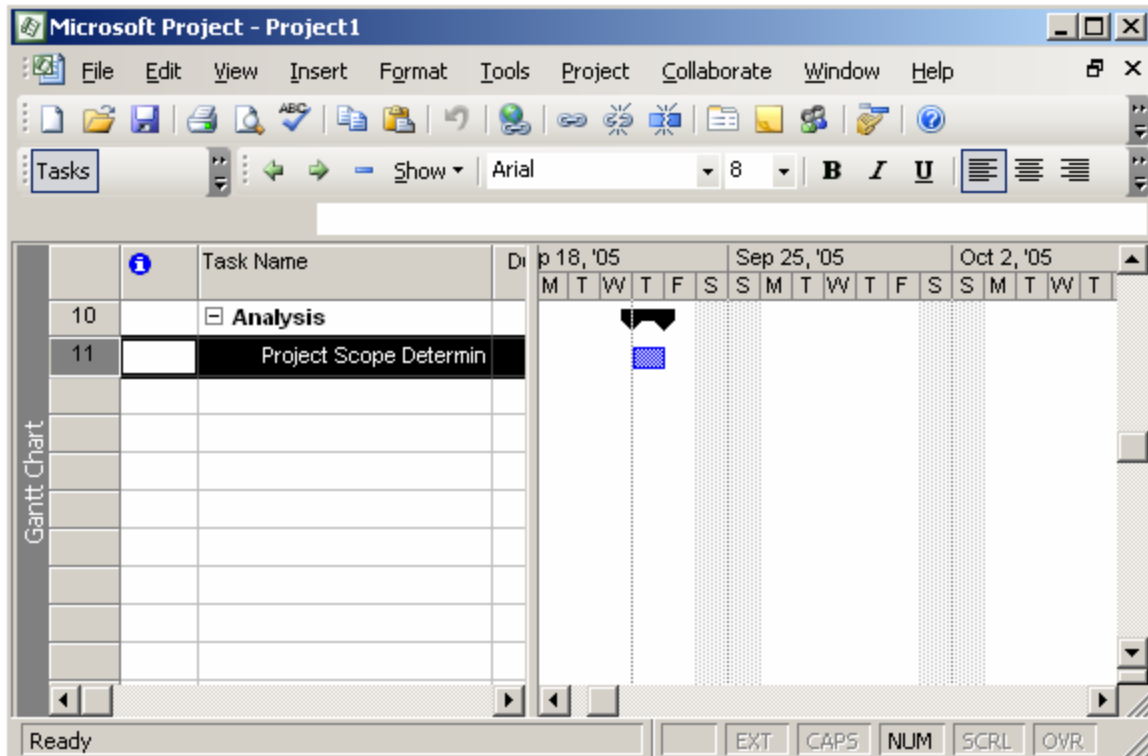 Microsoft Project - Project1
File Edit View Insert Format Tools Project Collaborate Window Help
ABC
Tasks Show Arial 8 B I U
Task Name p 18, '05 Sep 25, '05 Oct 2, '05
M T W T F S S M T W T F S S M T W T
10 Analysis
11 Project Scope Determin
Gantt Chart
Ready EXT CAPS NUM SCRL OVR